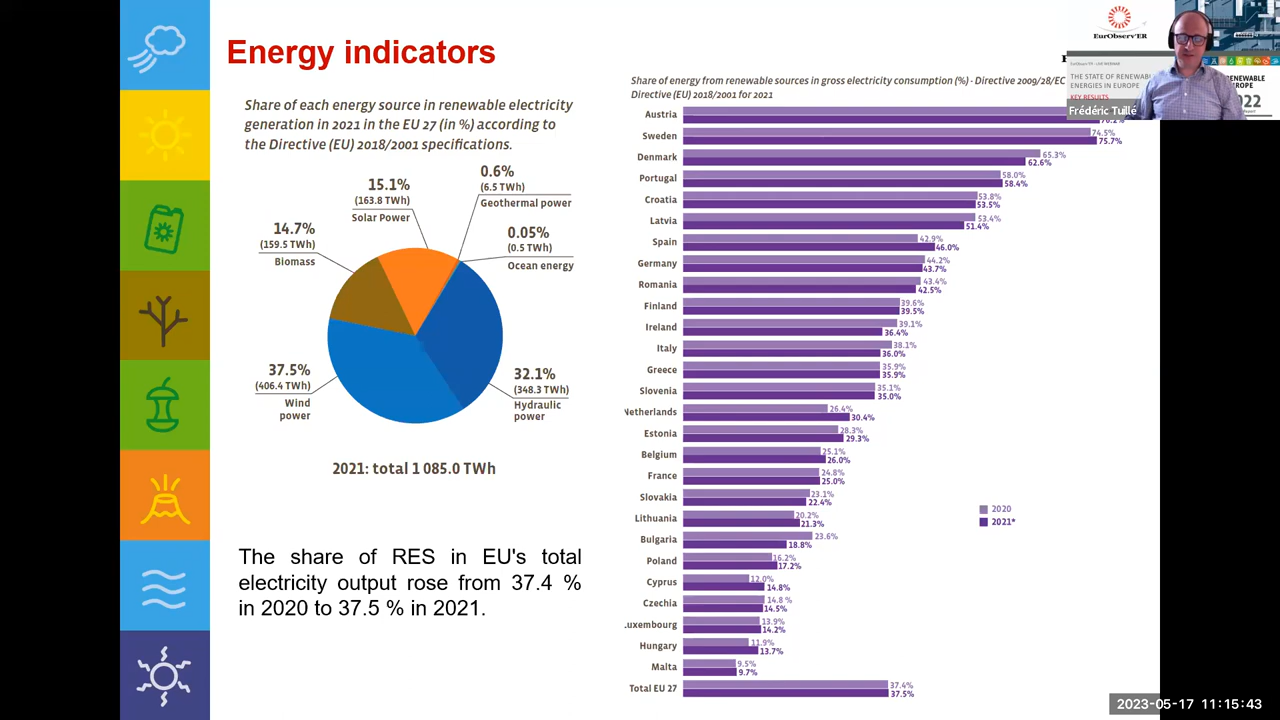 Energy indicators
Share of each energy source in renewable electricity
generation in 2021 in the EU 27 (in %) according to
the Directive (EU) 2018/2001 specifications.
0.6%
(6.5 TWh)
Geothermal power
15.1%
(163.8 TWh)
Solar Power
14.7%
(159.5 TWh)
Biomass
0.05%
(0.5 TWh)
Ocean energy
37.5%
(406.4 TWh)
Wind
power
32.1%
(348.3 TWh)
Hydraulic
power
2021: total 1 085.0 TWh
The share of RES in EU's total
electricity output rose from 37.4 %
in 2020 to 37.5 % in 2021.
Share of energy from renewable sources in gross electricity consumption (%) - Directive 2009/28/EC
Directive (EU) 2018/2001 for 2021
Austria
Sweden 74.5%
75.7%
Denmark 65.3%
62.6%
Portugal 58.0%
58.4%
Croatia 53.8%
53.5%
Latvia 53.4%
51.4%
Spain 42.9%
46.0%
Germany 44.2%
43.7%
Romania 43.4%
42.5%
Finland 39.6%
39.5%
Ireland 39.1%
36.4%
Italy 38.1%
36.0%
Greece 35.9%
35.9%
Slovenia 35.1%
35.0%
Netherlands 26.4%
30.4%
Estonia 28.3%
29.3%
Belgium 25.1%
26.0%
France 24.8%
25.0%
Slovakia 23.1%
22.4%
Lithuania 20.2%
21.3%
Bulgaria 23.6%
18.8%
Poland 16.2%
17.2%
Cyprus 12.0%
14.8%
Czechia 14.8 %
14.5%
uxembourg 13.9%
14.2%
Hungary 11.9%
13.7%
Malta 9.5%
9.7%
Total EU 27 37.4%
37.5%
2020
2021*
EurObserv'ER
EurObserv'ER - LIVE WEBINAR
THE STATE OF RENEWABL
ENERGIES IN EUROPE
KEY RESULTS
Frédéric Tuillé
2023-05-17 11:15:43